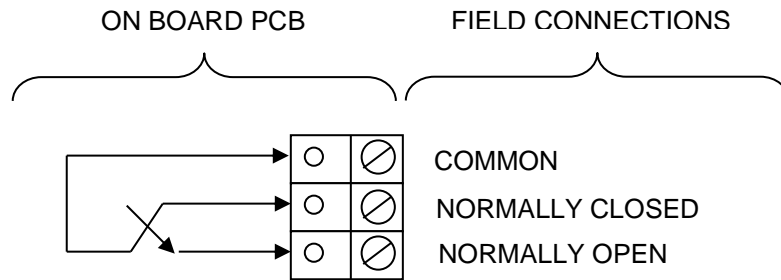 ON BOARD PCB FIELD CONNECTIONS
COMMON
NORMALLY CLOSED
NORMALLY OPEN